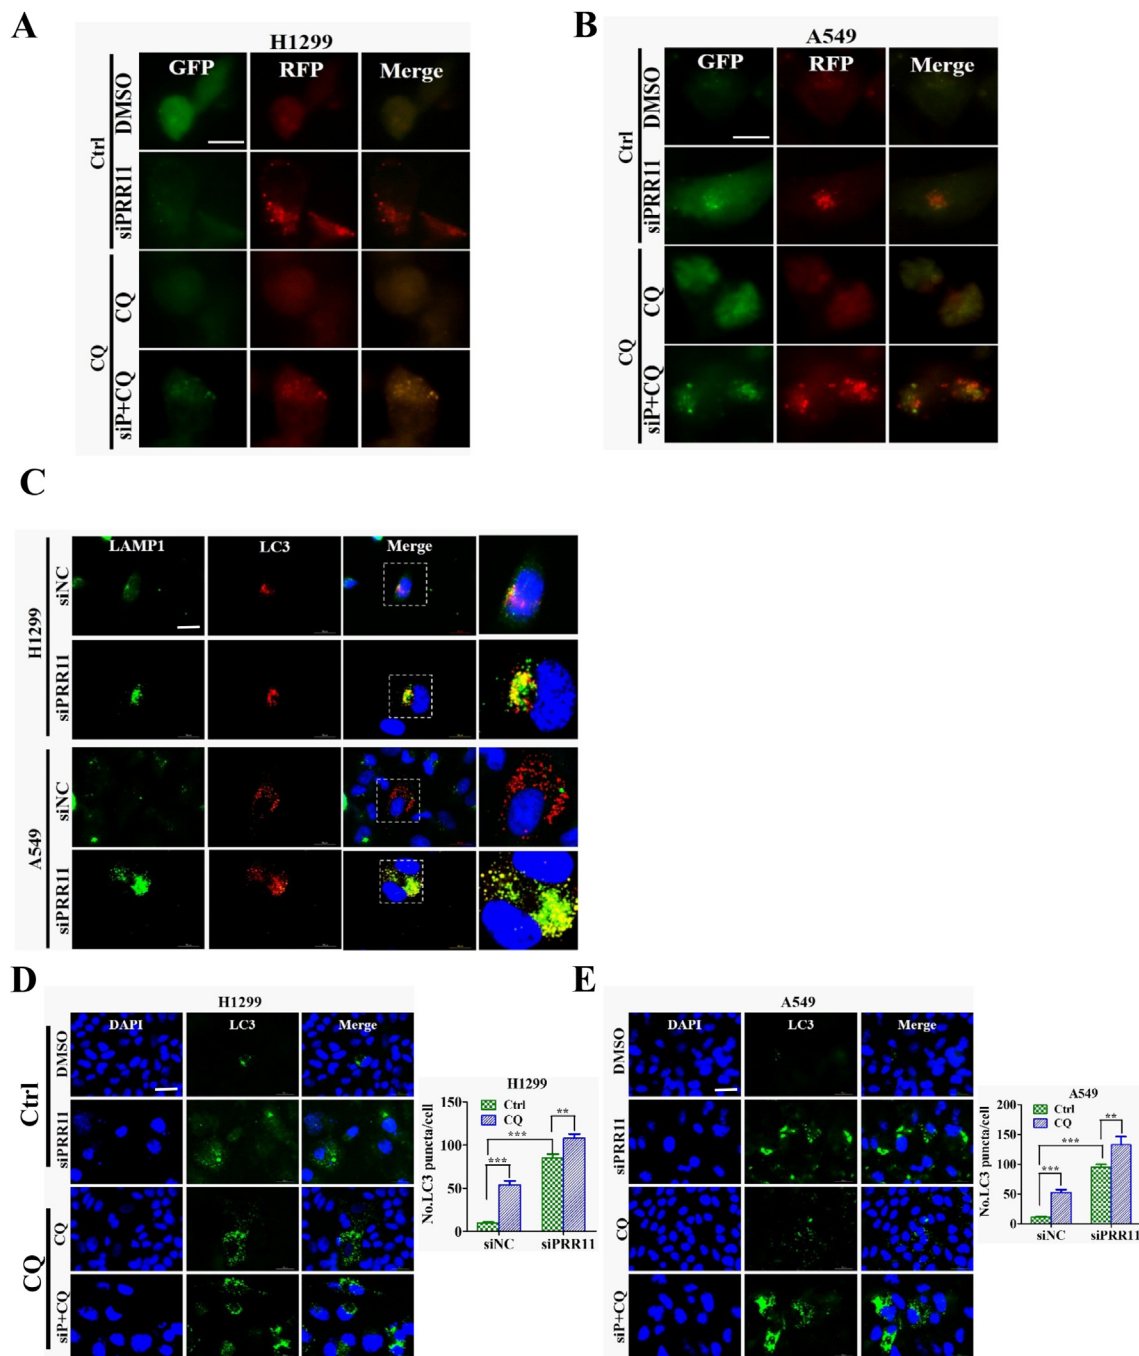 A
H1299
GFP RFP Merge
Ctrl
DMSO
siPRR11
CQ
CQ
siP+CQ
B
A549
GFP RFP Merge
Ctrl
DMSO
siPRR11
CQ
CQ
siP+CQ
C
LAMP1 LC3 Merge
H1299
siNC
siPRR11
A549
siNC
siPRR11
D
H1299
DAPI LC3 Merge
Ctrl
DMSO
siPRR11
CQ
CQ
siP+CQ
H1299
No.LC3 puncta/cell
150
100
50
0
Ctrl
CQ
***
***
**
siNC siPRR11
E
A549
DAPI LC3 Merge
DMSO
siPRR11
CQ
siP+CQ
A549
No.LC3 puncta/cell
200
150
100
50
0
Ctrl
CQ
***
***
**
siNC siPRR11